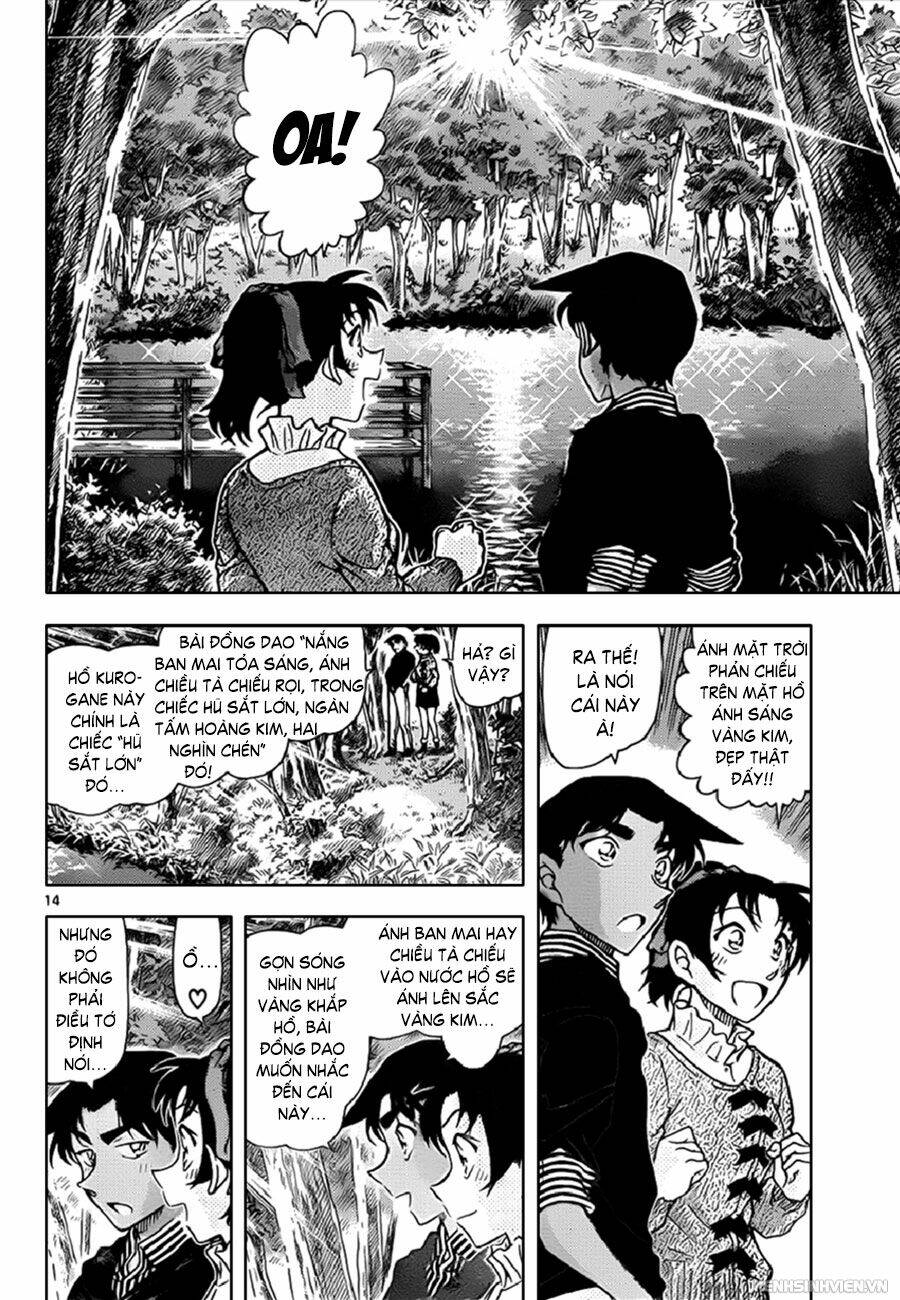 OA!
ÁNH MẶT TRỜI
PHẢN CHIẾU
TRÊN MẶT HỒ
ÁNH SÁNG
VÀNG KIM,
ĐẸP THẬT
ĐẤY!!
RA THẾ!
LÀ NÓI
CÁI NÀY
À!
HẢ? GÌ
VẬY?
BÀI ĐỒNG DAO "NẮNG
BAN MAI TỎA SÁNG, ÁNH
CHIỀU TÀ CHIẾU RỌI, TRONG
CHIẾC HŨ SẮT LỚN, NGÀN
TẤM HOÀNG KIM, HAI
NGHÌN CHÉN"
ĐÓ!
HỒ KURO-
GANE NÀY
CHÍNH LÀ
CHIẾC "HŨ
SẮT LỚN"
ĐÓ...
14
ÁNH BAN MAI HAY
CHIỀU TÀ CHIẾU
VÀO NƯỚC HỒ SẼ
ÁNH LÊN SẮC
VÀNG KIM...
GỢN SÓNG
NHÌN NHƯ
VÀNG KHẮP
HỒ, BÀI
ĐỒNG DAO
MUỐN NHẮC
ĐẾN CÁI
NÀY...
Ồ...
♡
NHƯNG
ĐÓ
KHÔNG
PHẢI
ĐIỀU TỚ
ĐỊNH
NÓI...
MENHSINHVIEN.VN